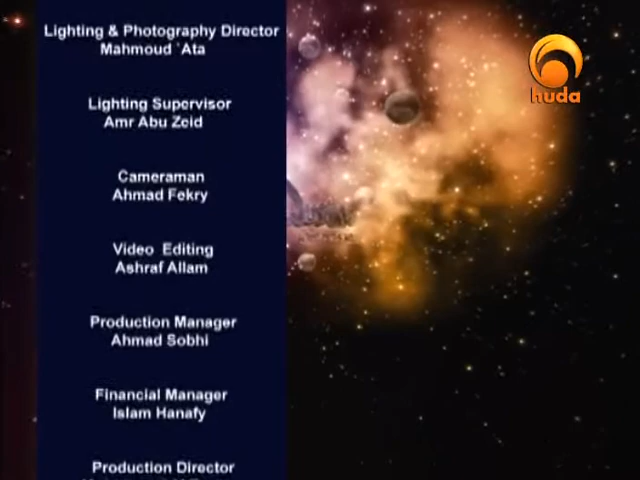 Lighting & Photography Director
Mahmoud `Ata
Lighting Supervisor
Amr Abu Zeid
Cameraman
Ahmad Fekry
Video Editing
Ashraf Allam
Production Manager
Ahmad Sobhi
Financial Manager
Islam Hanafy
Production Director
huda